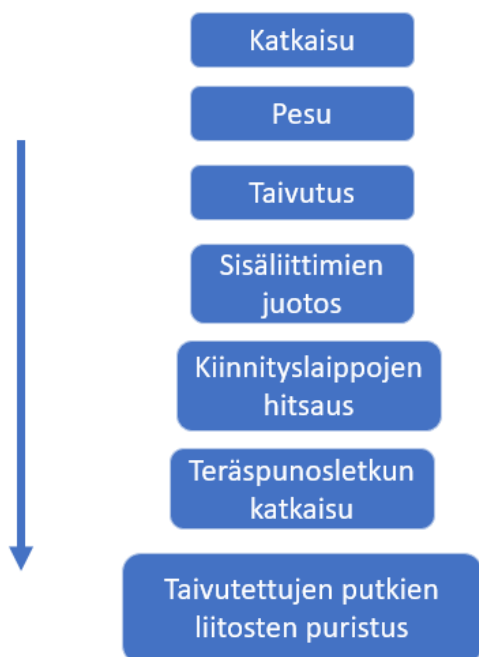 Katkaisu
Pesu
Taivutus
Sisäliittimien
juotos
Kiinnityslaippojen
hitsaus
Teräspunosletkun
katkaisu
Taivutettujen putkien
liitosten puristus